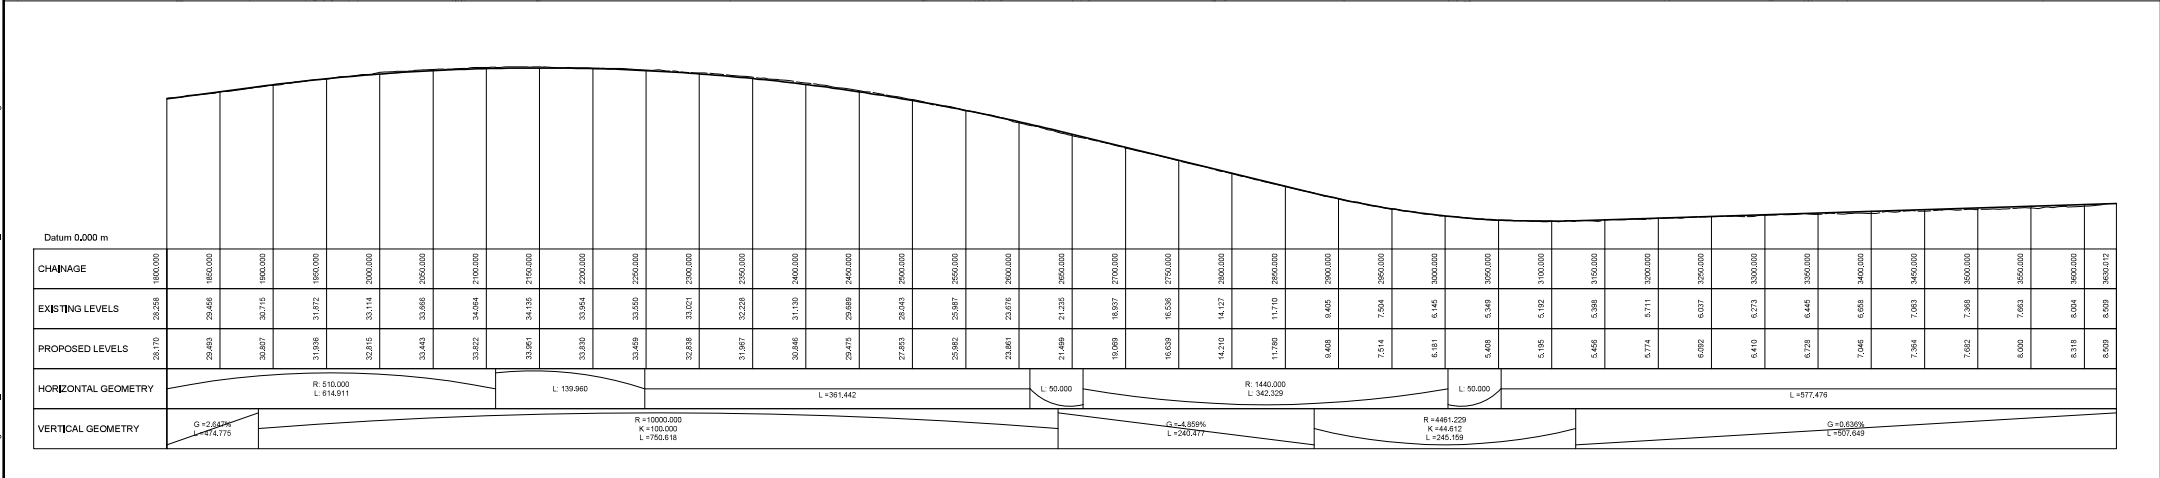 Datum 0.000 m
CHAINAGE 1800.000 1850.000 1900.000 1950.000 2000.000 2050.000 2100.000 2150.000 2200.000 2250.000 2300.000 2350.000 2400.000 2450.000 2500.000 2550.000 2600.000 2650.000 2700.000 2750.000 2800.000 2850.000 2900.000 2950.000 3000.000 3050.000 3100.000 3150.000 3200.000 3250.000 3300.000 3350.000 3400.000 3450.000 3500.000 3550.000 3600.000 3630.012
EXISTING LEVELS 28.258 29.456 30.715 31.872 33.114 33.666 34.064 34.135 33.954 33.550 33.021 32.228 31.130 29.689 28.043 25.987 23.676 21.235 18.937 16.536 14.127 11.710 9.405 7.504 6.145 5.349 5.192 5.398 5.711 6.037 6.273 6.445 6.658 7.063 7.368 7.663 8.004 8.509
PROPOSED LEVELS 28.170 29.493 30.807 31.936 32.815 33.443 33.822 33.951 33.830 33.459 32.838 31.967 30.846 29.475 27.853 25.982 23.861 21.499 19.069 16.639 14.210 11.780 9.408 7.514 6.181 5.408 5.195 5.456 5.774 6.092 6.410 6.728 7.046 7.364 7.682 8.000 8.318 8.509
HORIZONTAL GEOMETRY
R: 510.000
L: 614.911
L: 139.960
L =361.442
L: 50.000
R: 1440.000
L: 342.329
L: 50.000
L =577.476
VERTICAL GEOMETRY
G =2.647%
L =474.775
R =10000.000
K =100.000
L =750.618
G =-4.859%
L =240.477
R =4461.229
K =44.612
L =245.159
G =0.636%
L =507.649